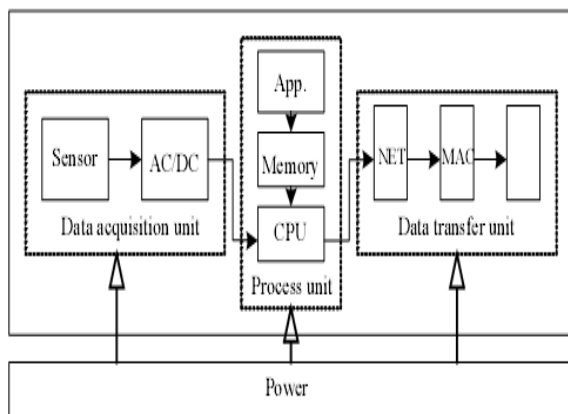 Sensor
AC/DC
Data acquisition unit
App.
Memory
CPU
Process unit
NET
MAC
Data transfer unit
Power